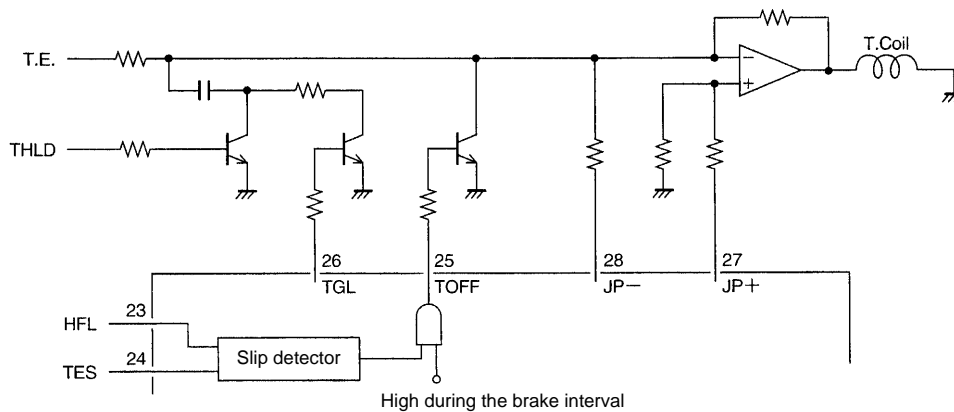 T.E.
T.Coil
−
+
THLD
26
25
28
27
TGL
TOFF
JP−
JP+
HFL
23
TES
24
Slip detector
High during the brake interval